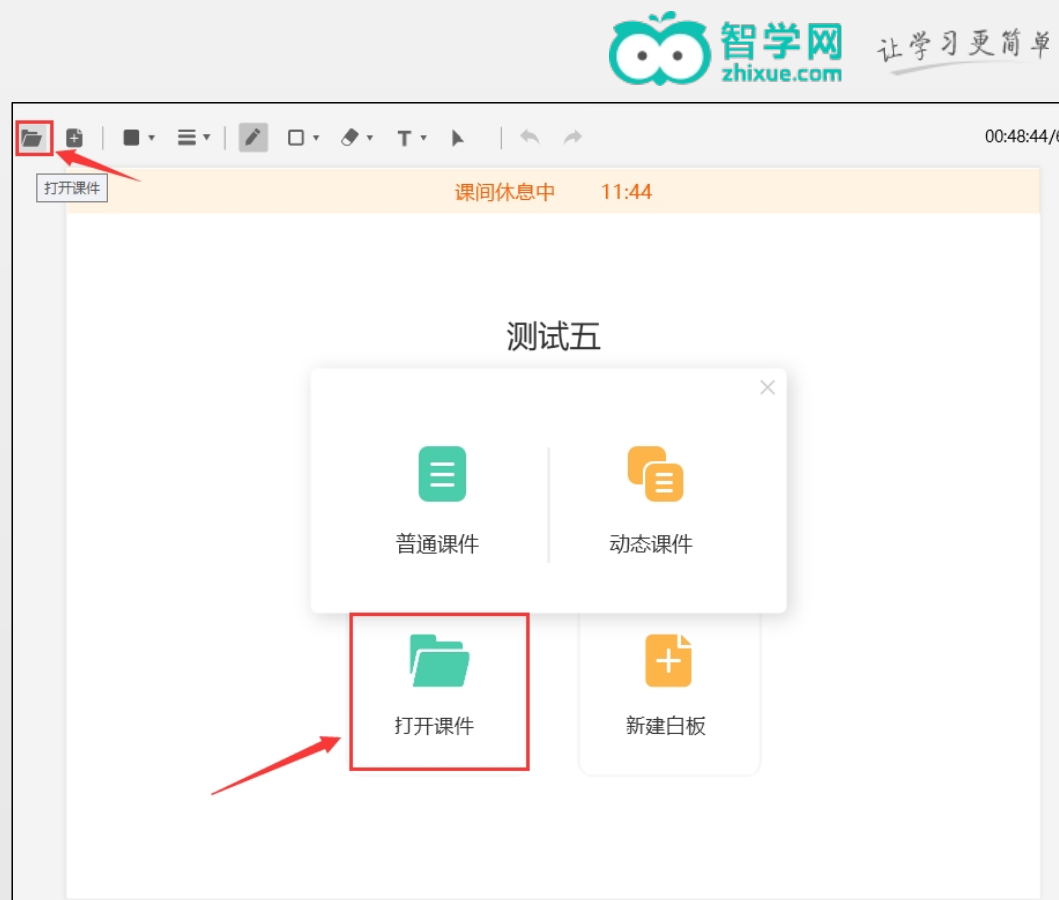 智学网
zhixue.com
让学习更简单
T
00:48:44/6
打开课件
课间休息中 11:44
测试五
普通课件 动态课件
打开课件 新建白板